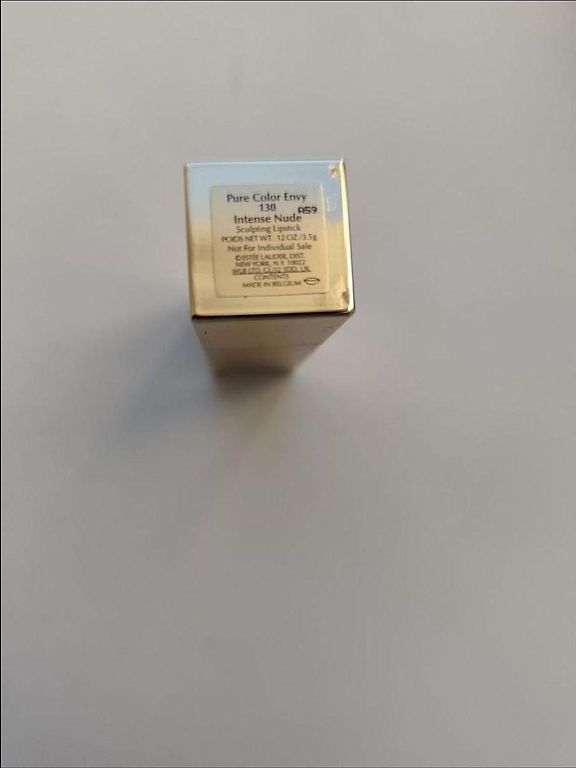 Pure Color Envy
130
A59
Intense Nude
Sculpting Lipstick
POIDS NET WT. .12 OZ./3.5g
Not For Individual Sale
©ESTĒE LAUDER, DIST.
NEW YORK, N.Y. 10022
CONTENTS
MADE IN BELGIUM